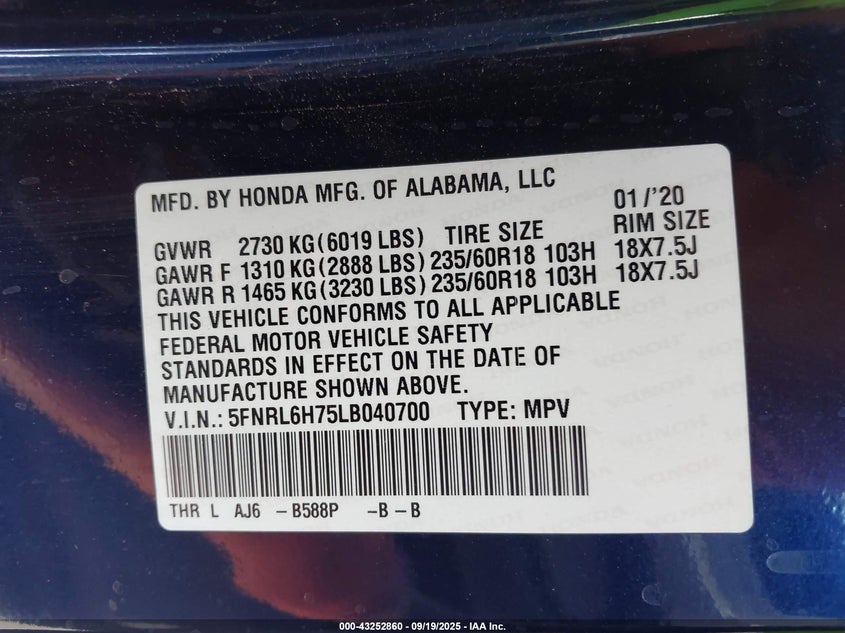 MFD. BY HONDA MFG. OF ALABAMA, LLC 01/'20
GVWR 2730 KG(6019 LBS) TIRE SIZE RIM SIZE
GAWR F 1310 KG(2888 LBS) 235/60R18 103H 18X7.5J
GAWR R 1465 KG(3230 LBS) 235/60R18 103H 18X7.5J
THIS VEHICLE CONFORMS TO ALL APPLICABLE
FEDERAL MOTOR VEHICLE SAFETY
STANDARDS IN EFFECT ON THE DATE OF
MANUFACTURE SHOWN ABOVE.
V.I.N.: 5FNRL6H75LB040700 TYPE: MPV
THR L AJ6 -B588P -B-B
000-43252860 - 09/19/2025 - IAA Inc.